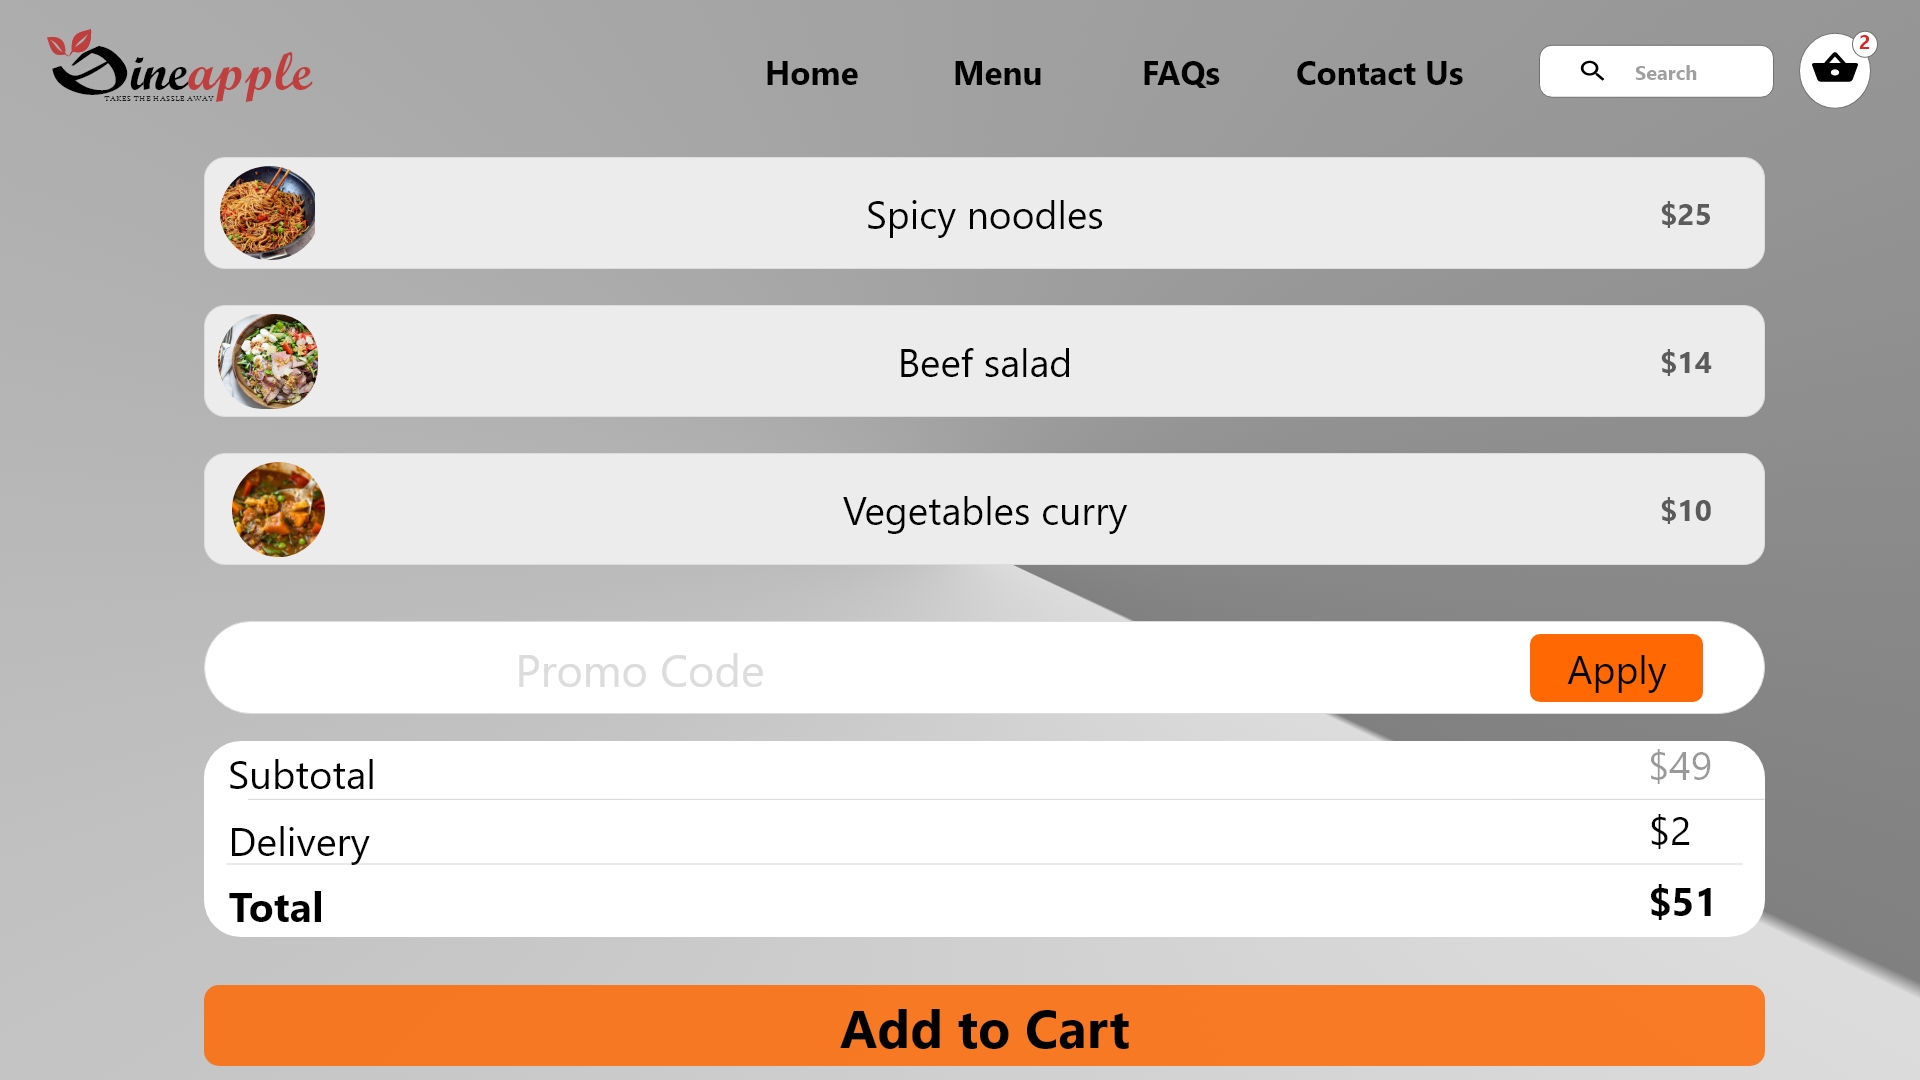 Dineapple
TAKES THE HASSLE AWAY
Home
Menu
FAQs
Contact Us
Search
2
Spicy noodles
$25
Beef salad
$14
Vegetables curry
$10
Promo Code
Apply
Subtotal
$49
Delivery
$2
Total
$51
Add to Cart